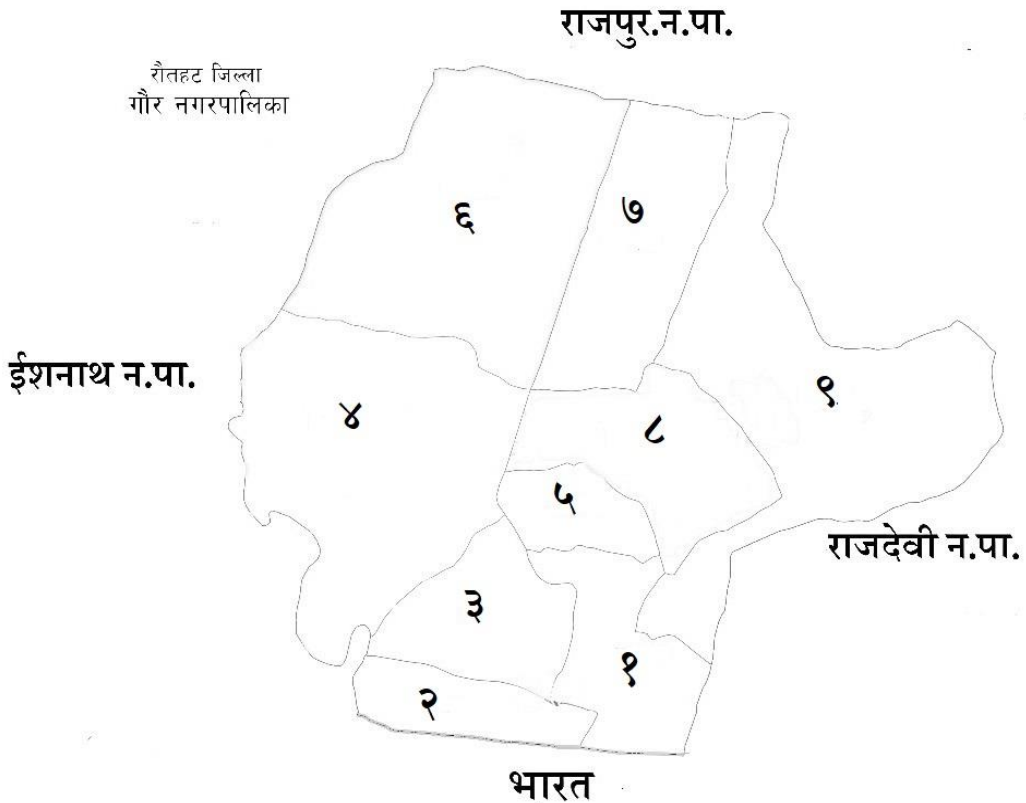 राजपुर.न.पा.
रौतहट जिल्ला
गौर नगरपालिका
६
७
ईशनाथ न.पा.
४
८
९
५
राजदेवी न.पा.
३
१
२
भारत